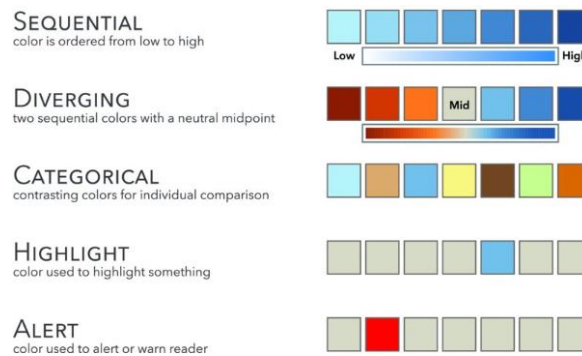 SEQUENTIAL
color is ordered from low to high
Low
High
DIVERGING
two sequential colors with a neutral midpoint
Mid
CATEGORICAL
contrasting colors for individual comparison
HIGHLIGHT
color used to highlight something
ALERT
color used to alert or warn reader